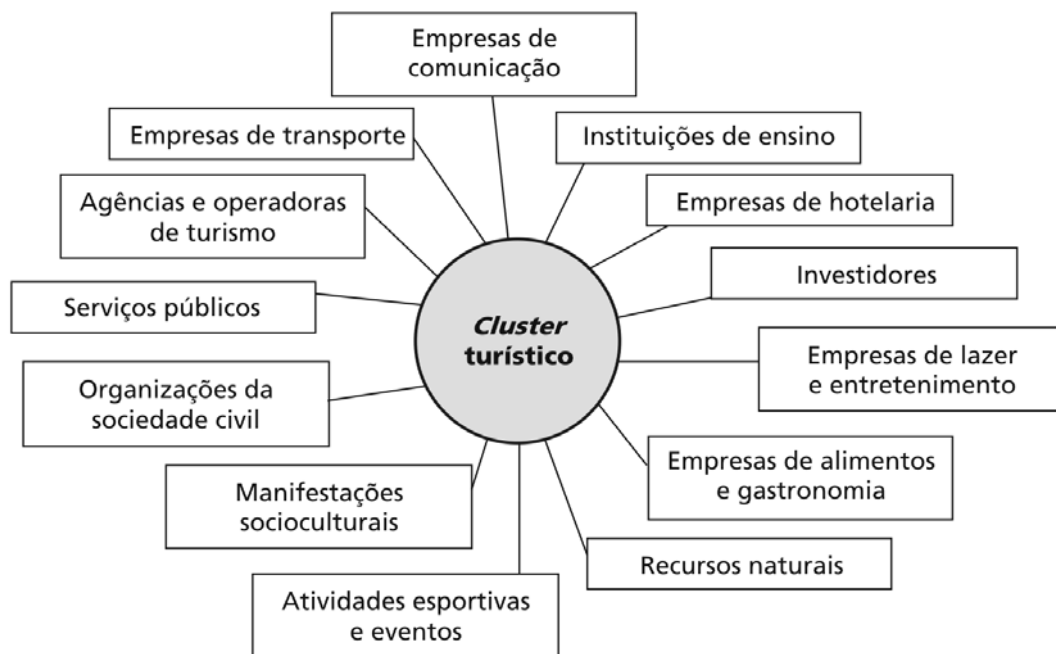 Empresas de
comunicação
Empresas de transporte
Instituições de ensino
Agências e operadoras
de turismo
Empresas de hotelaria
Serviços públicos
Investidores
Cluster
turístico
Empresas de lazer
e entretenimento
Organizações da
sociedade civil
Empresas de alimentos
e gastronomia
Manifestações
socioculturais
Recursos naturais
Atividades esportivas
e eventos